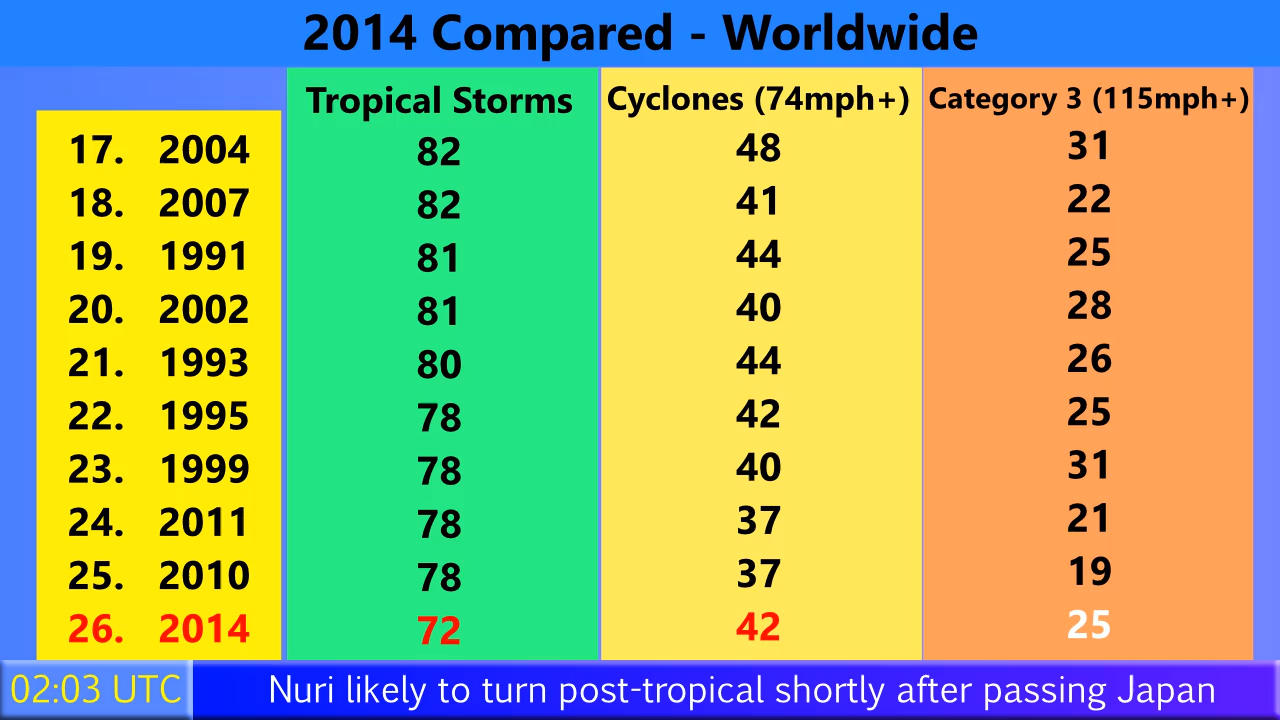 2014 Compared - Worldwide
Tropical Storms Cyclones (74mph+) Category 3 (115mph+)
17. 2004 82 48 31
18. 2007 82 41 22
19. 1991 81 44 25
20. 2002 81 40 28
21. 1993 80 44 26
22. 1995 78 42 25
23. 1999 78 40 31
24. 2011 78 37 21
25. 2010 78 37 19
26. 2014 72 42 25
02:03 UTC Nuri likely to turn post-tropical shortly after passing Japan